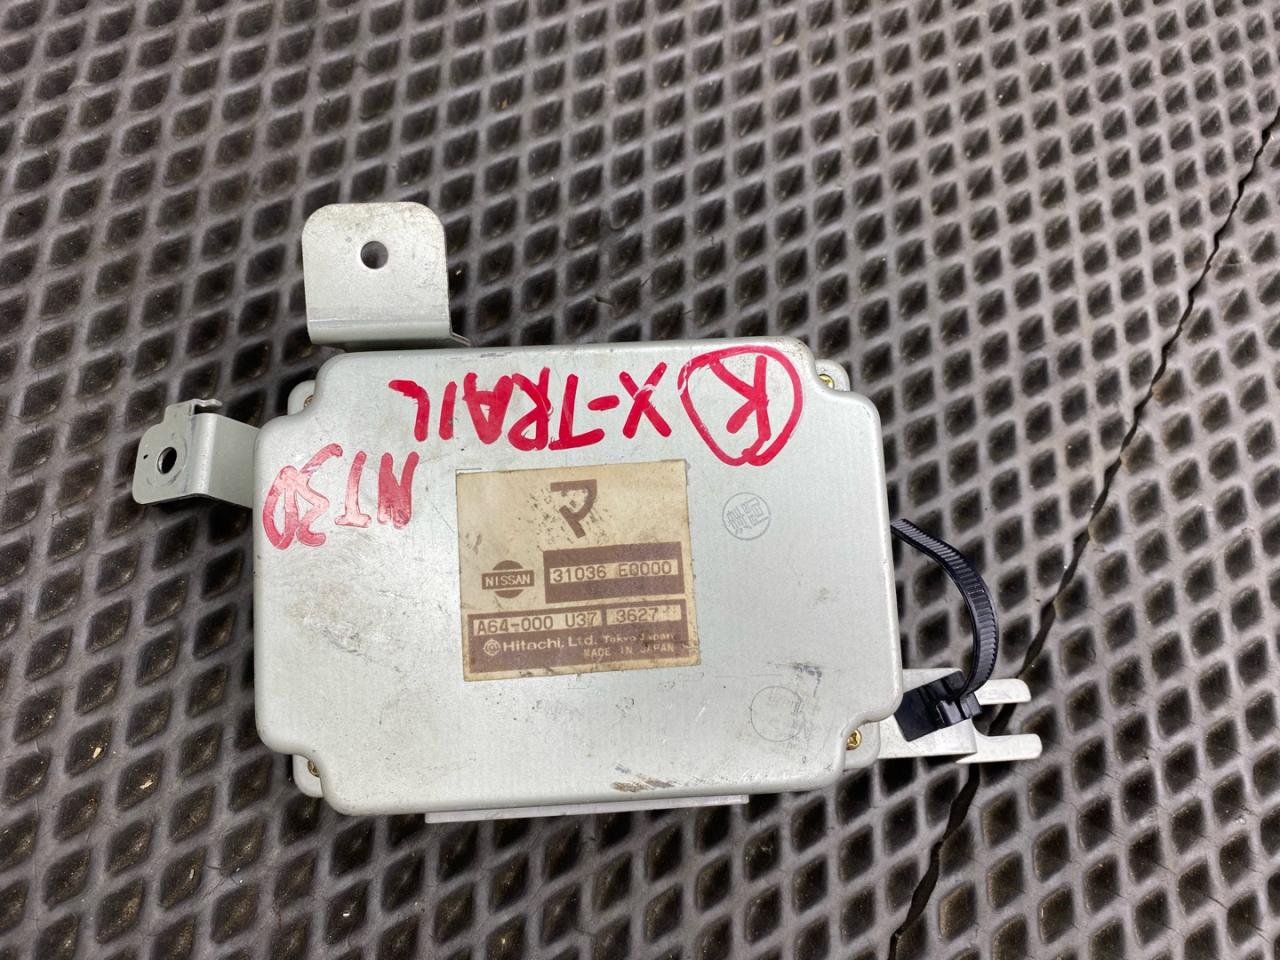 Ⓚ X-TRAIL
NT30
NISSAN
31036 EQ000
A64-000 U37 3627
Hitachi, Ltd. Tokyo Japan
MADE IN JAPAN